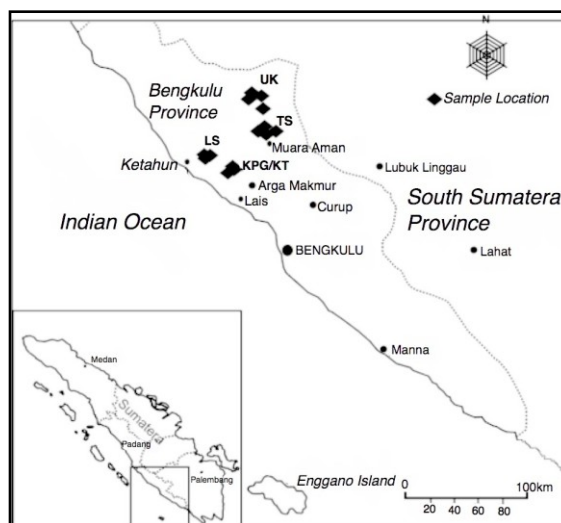 N
UK
Bengkulu
Province
Sample Location
TS
LS
Muara Aman
Ketahun
KPG/KT
Lubuk Linggau
Arga Makmur
Lais
Curup
South Sumatera
Province
Indian Ocean
BENGKULU
Lahat
Manna
Medan
Sumatera
Padang
Palembang
Enggano Island
0
100km
20 40 60 80